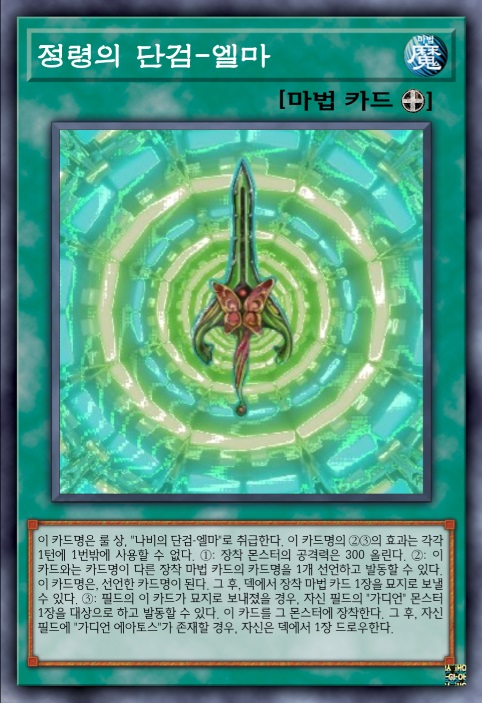 정령의 단검-엘마
마법
魔
[마법 카드]
이 카드명은 룰 상, "나비의 단검-엘마"로 취급한다. 이 카드명의 ②③의 효과는 각각
1턴에 1번밖에 사용할 수 없다. ①: 장착 몬스터의 공격력은 300 올린다. ②: 이
카드와는 카드명이 다른 장착 마법 카드의 카드명을 1개 선언하고 발동할 수 있다.
이 카드명은, 선언한 카드명이 된다. 그 후, 덱에서 장착 마법 카드 1장을 묘지로 보낼
수 있다. ③: 필드의 이 카드가 묘지로 보내졌을 경우, 자신 필드의 "가디언" 몬스터
1장을 대상으로 하고 발동할 수 있다. 이 카드를 그 몬스터에 장착한다. 그 후, 자신
필드에 "가디언 에아토스"가 존재할 경우, 자신은 덱에서 1장 드로우한다.